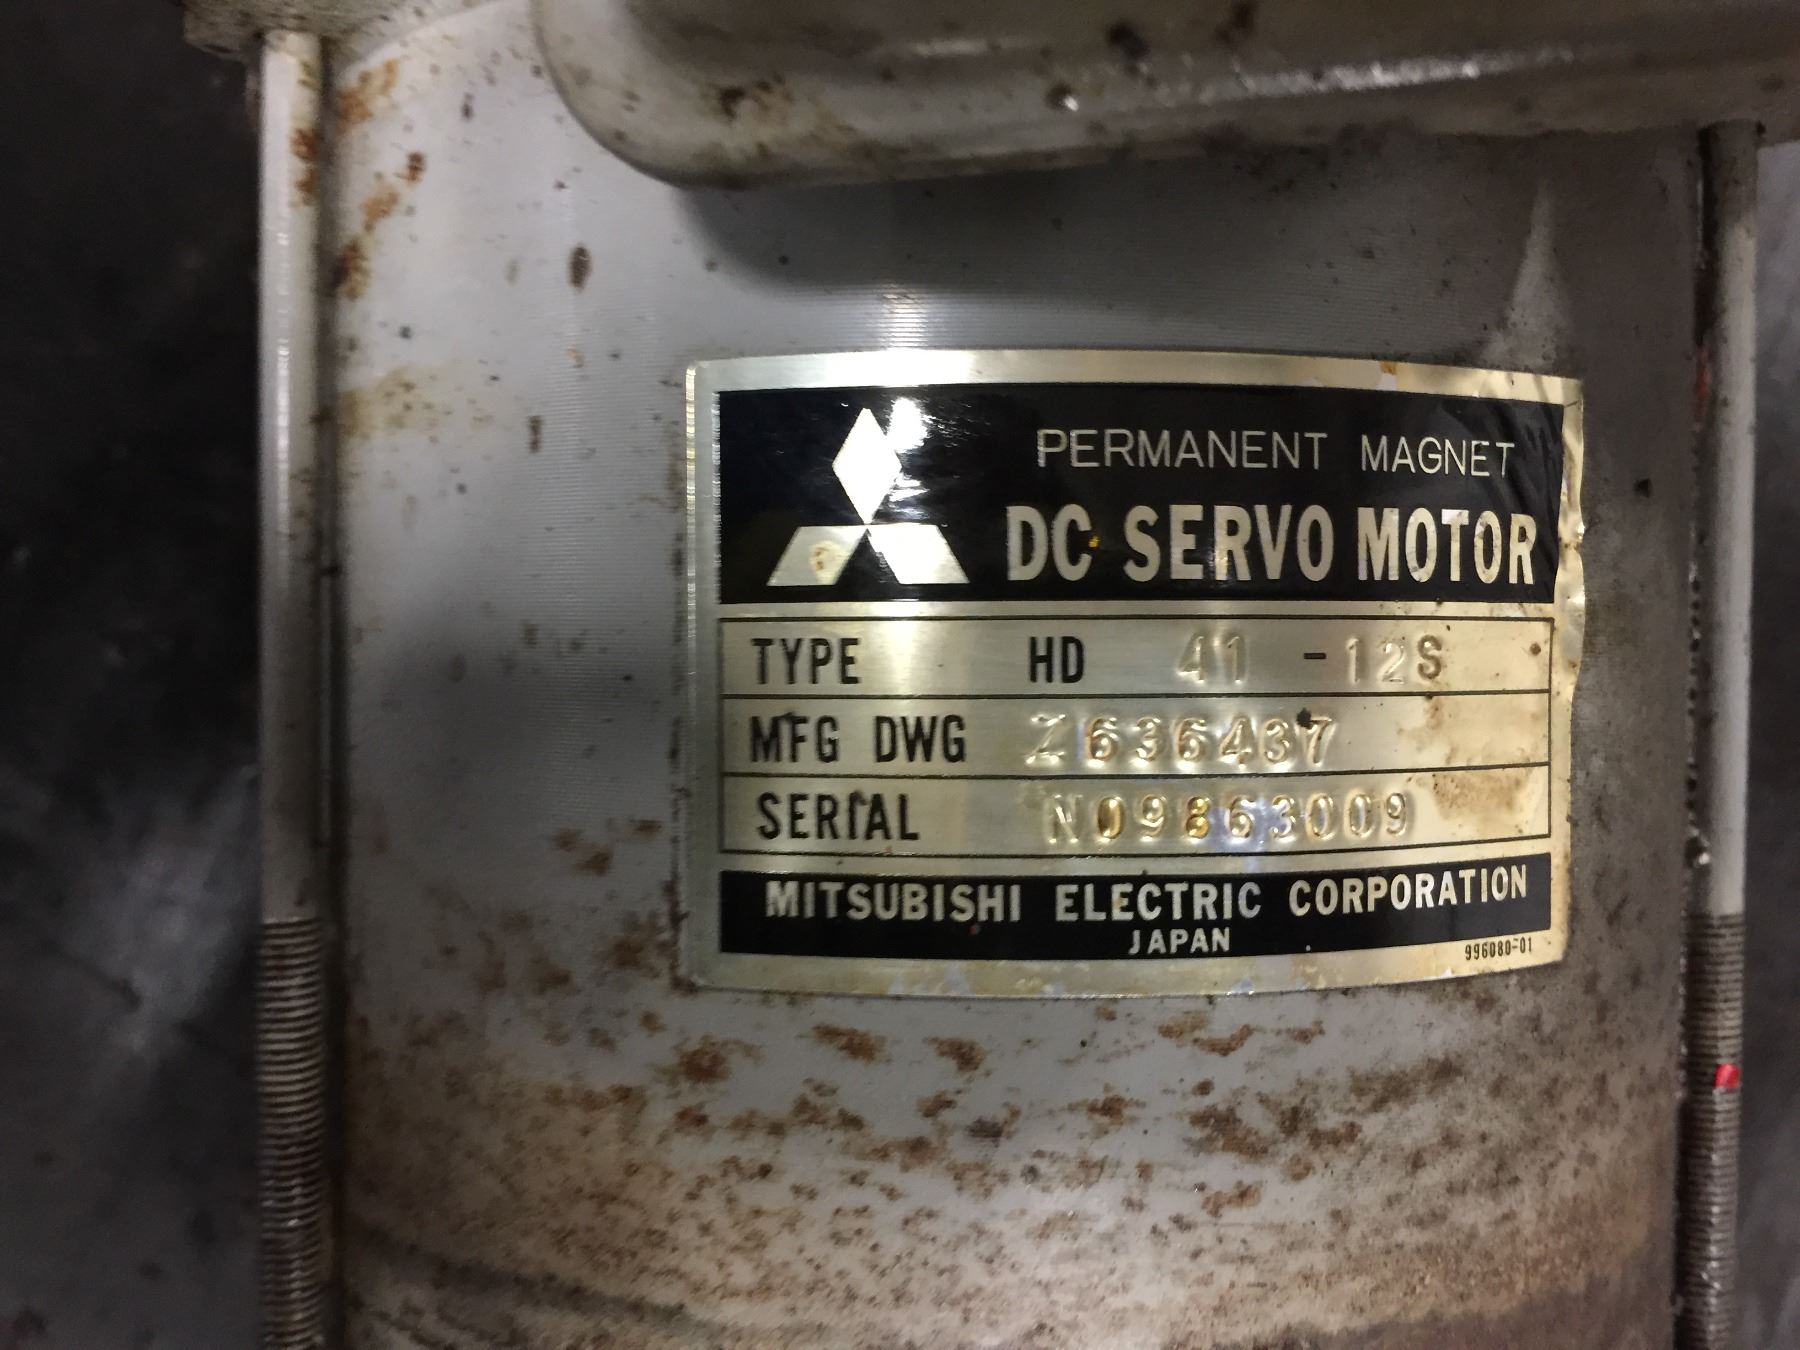 PERMANENT MAGNET
DC SERVO MOTOR
TYPE HD 41 -12S
MFG DWG Z636437
SERIAL N09863009
MITSUBISHI ELECTRIC CORPORATION
JAPAN
996080-01